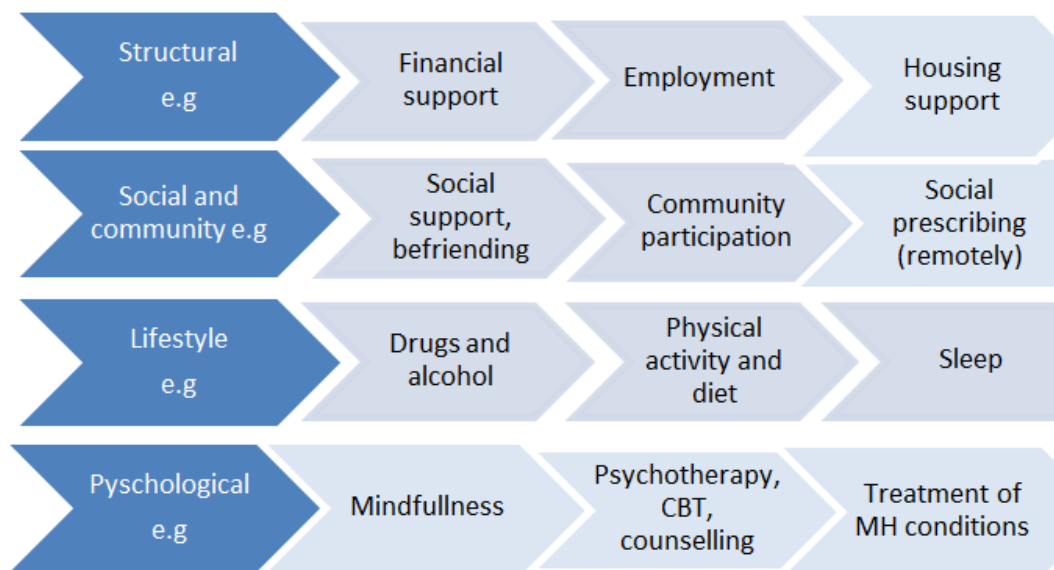 Structural
e.g
Financial
support
Employment
Housing
support
Social and
community e.g
Social
support,
befriending
Community
participation
Social
prescribing
(remotely)
Lifestyle
e.g
Drugs and
alcohol
Physical
activity and
diet
Sleep
Pyschological
e.g
Mindfullness
Psychotherapy,
CBT,
counselling
Treatment of
MH conditions